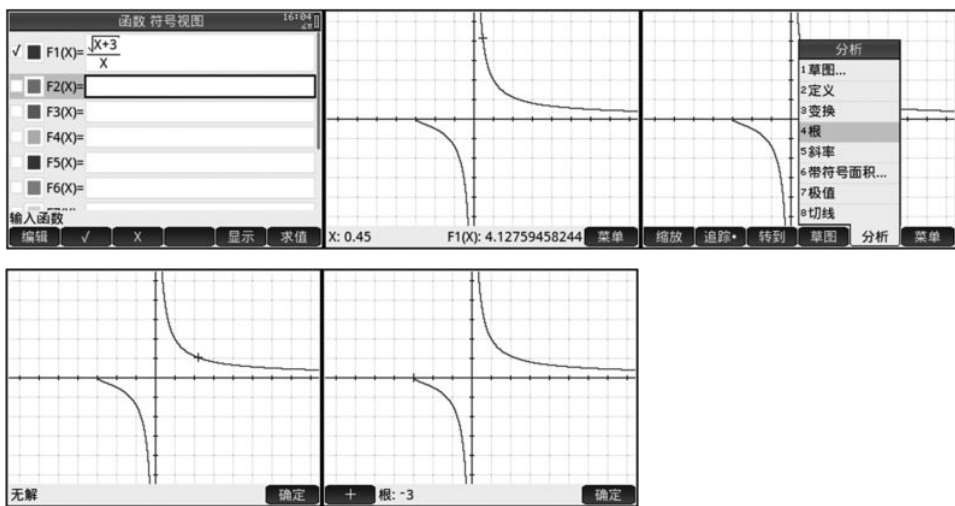 函数 符号视图
16:04
F1(X)= √X+3
X
F2(X)=
F3(X)=
F4(X)=
F5(X)=
F6(X)=
输入函数
编辑 √ X 显示 求值
X: 0.45 F1(X): 4.12759458244 菜单
分析
1草图...
2定义
3变换
4根
5斜率
6带符号面积...
7极值
8切线
缩放 追踪• 转到 草图 分析 菜单
无解 确定
+ 根: -3 确定